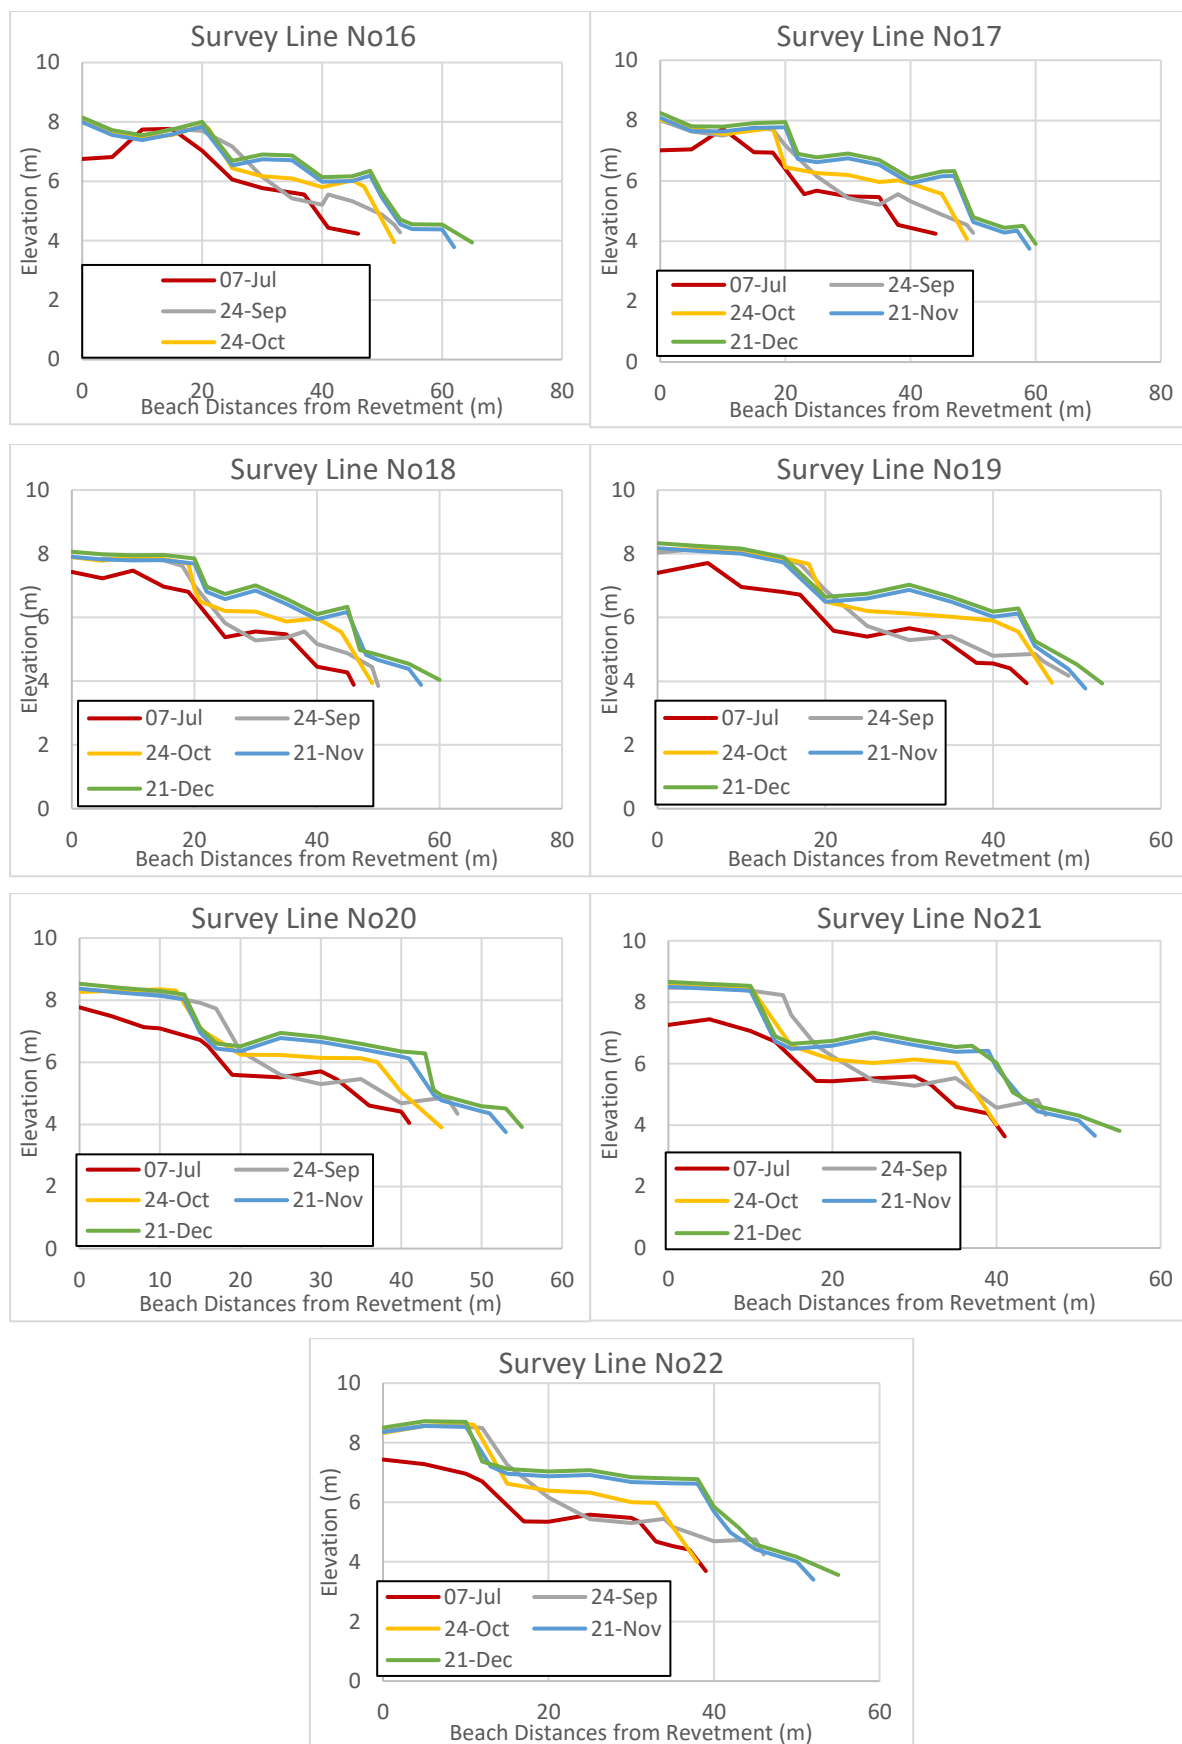 Survey Line No16
10
8
6
4
2
0
Elevation (m)
07-Jul
24-Sep
24-Oct
0 20 40 60 80
Beach Distances from Revetment (m)
Survey Line No17
10
8
6
4
2
0
Elevation (m)
07-Jul 24-Sep
24-Oct 21-Nov
21-Dec
0 20 40 60 80
Beach Distances from Revetment (m)
Survey Line No18
10
8
6
4
2
0
Elevation (m)
07-Jul 24-Sep
24-Oct 21-Nov
21-Dec
0 20 40 60 80
Beach Distances from Revetment (m)
Survey Line No19
10
8
6
4
2
0
Elveation (m)
07-Jul 24-Sep
24-Oct 21-Nov
21-Dec
0 20 40 60
Beach Distances from Revetment (m)
Survey Line No20
10
8
6
4
2
0
Elevation (m)
07-Jul 24-Sep
24-Oct 21-Nov
21-Dec
0 10 20 30 40 50 60
Beach Distances from Revetment (m)
Survey Line No21
10
8
6
4
2
0
Elevation (m)
07-Jul 24-Sep
24-Oct 21-Nov
21-Dec
0 20 40 60
Beach Distances from Revetment (m)
Survey Line No22
10
8
6
4
2
0
Elevation (m)
07-Jul 24-Sep
24-Oct 21-Nov
21-Dec
0 20 40 60
Beach Distances from Revetment (m)